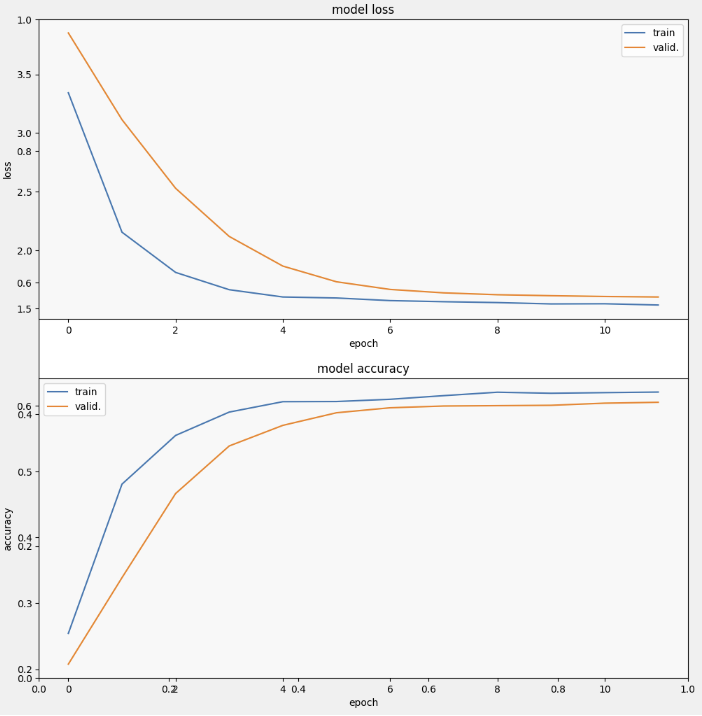 model loss
1.0
train
valid.
3.5
3.0
0.8
loss
2.5
2.0
0.6
1.5
0 2 4 6 8 10
epoch
model accuracy
train
valid.
0.6
0.4
0.5
accuracy
0.4
0.2
0.3
0.2
0.0
0.0 0 0.2 2 4 0.4 6 0.6 8 0.8 10 1.0
epoch